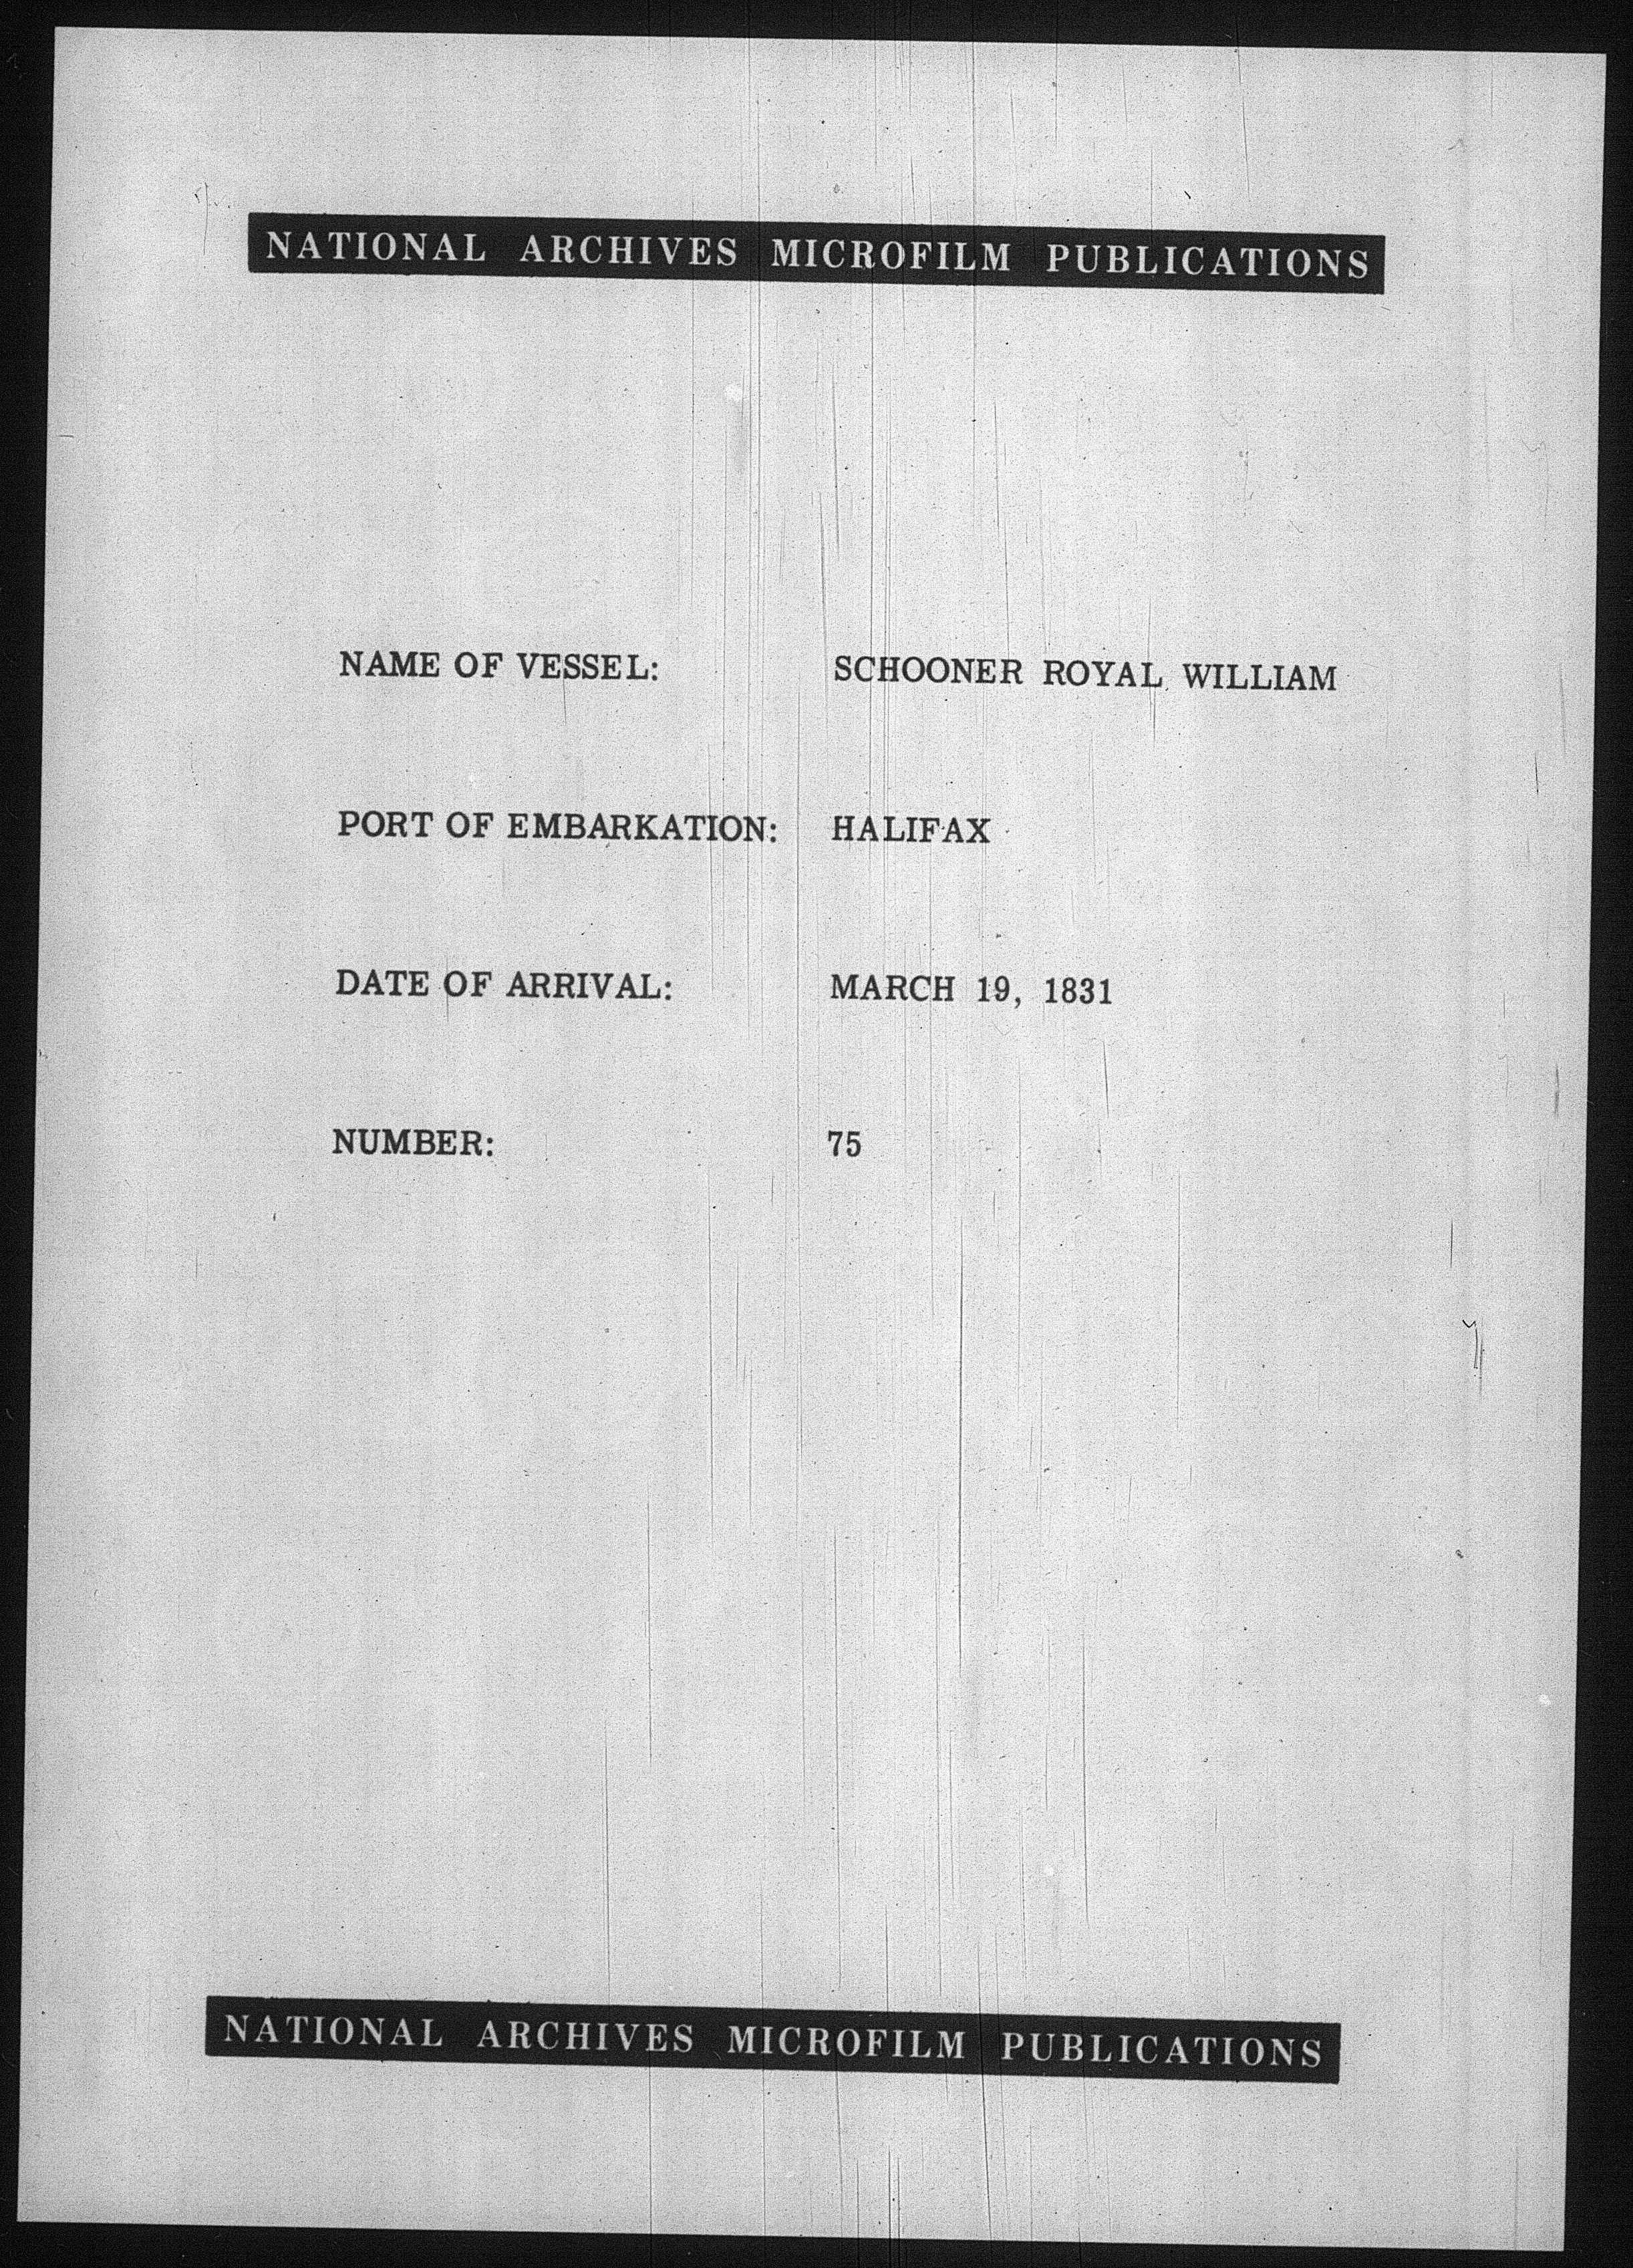 NATIONAL ARCHIVES MICROFILM PUBLICATIONS
NAME OF VESSEL: SCHOONER ROYAL WILLIAM
PORT OF EMBARKATION: HALIFAX
DATE OF ARRIVAL: MARCH 19, 1831
NUMBER: 75
NATIONAL ARCHIVES MICROFILM PUBLICATIONS